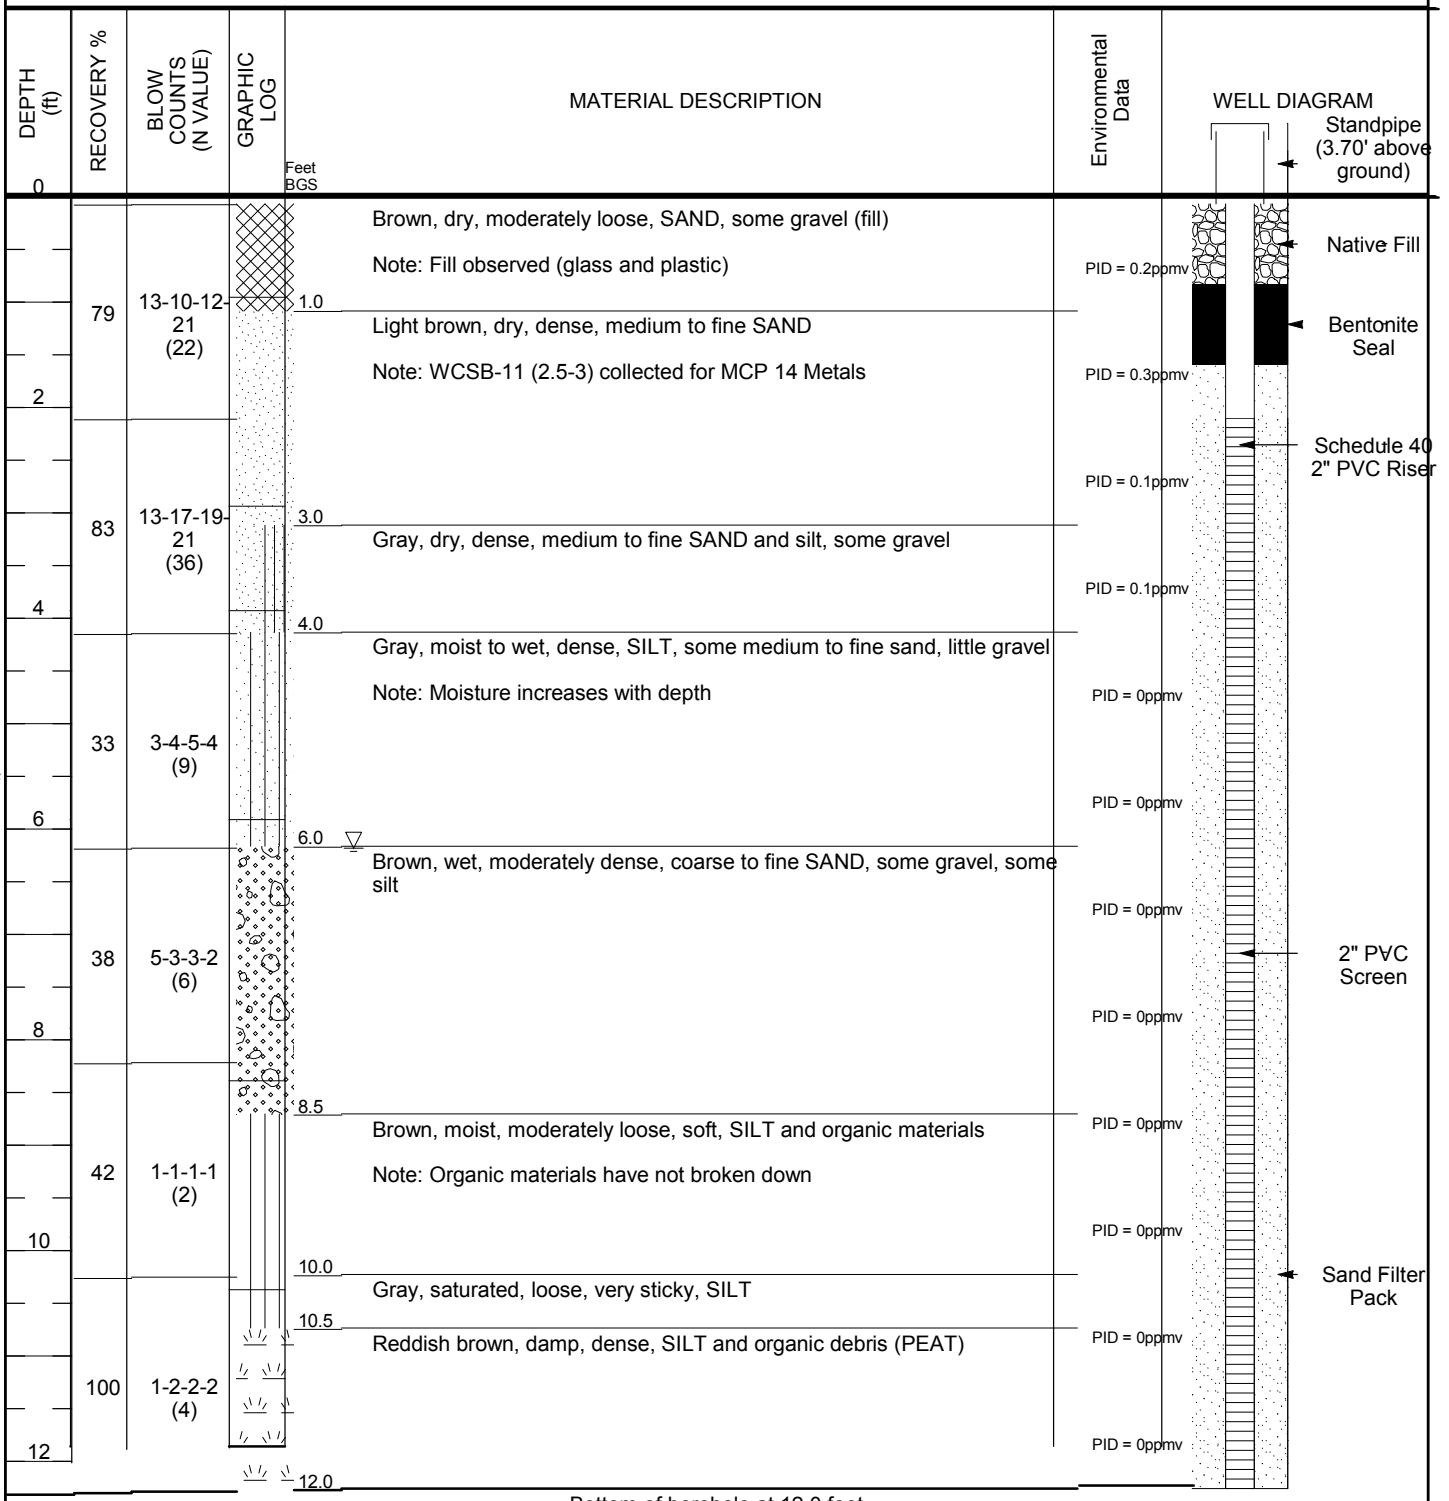 DEPTH
(ft)
RECOVERY %
BLOW
COUNTS
(N VALUE)
GRAPHIC
LOG
Feet
BGS
MATERIAL DESCRIPTION
Environmental
Data
WELL DIAGRAM
Standpipe
(3.70' above
ground)
0
Brown, dry, moderately loose, SAND, some gravel (fill)
Native Fill
Note: Fill observed (glass and plastic)
PID = 0.2ppmv
79
13-10-12-
21
(22)
1.0
Light brown, dry, dense, medium to fine SAND
Bentonite
Seal
Note: WCSB-11 (2.5-3) collected for MCP 14 Metals
PID = 0.3ppmv
2
Schedule 40
2" PVC Riser
PID = 0.1ppmv
83
13-17-19-
21
(36)
3.0
Gray, dry, dense, medium to fine SAND and silt, some gravel
PID = 0.1ppmv
4
4.0
Gray, moist to wet, dense, SILT, some medium to fine sand, little gravel
Note: Moisture increases with depth
PID = 0ppmv
33
3-4-5-4
(9)
PID = 0ppmv
6
6.0
Brown, wet, moderately dense, coarse to fine SAND, some gravel, some
silt
PID = 0ppmv
38
5-3-3-2
(6)
2" PVC
Screen
PID = 0ppmv
8
8.5
Brown, moist, moderately loose, soft, SILT and organic materials
PID = 0ppmv
42
1-1-1-1
(2)
Note: Organic materials have not broken down
PID = 0ppmv
10
10.0
Gray, saturated, loose, very sticky, SILT
Sand Filter
Pack
10.5
Reddish brown, damp, dense, SILT and organic debris (PEAT)
PID = 0ppmv
100
1-2-2-2
(4)
PID = 0ppmv
12
12.0
Bottom of borehole at 12.0 feet